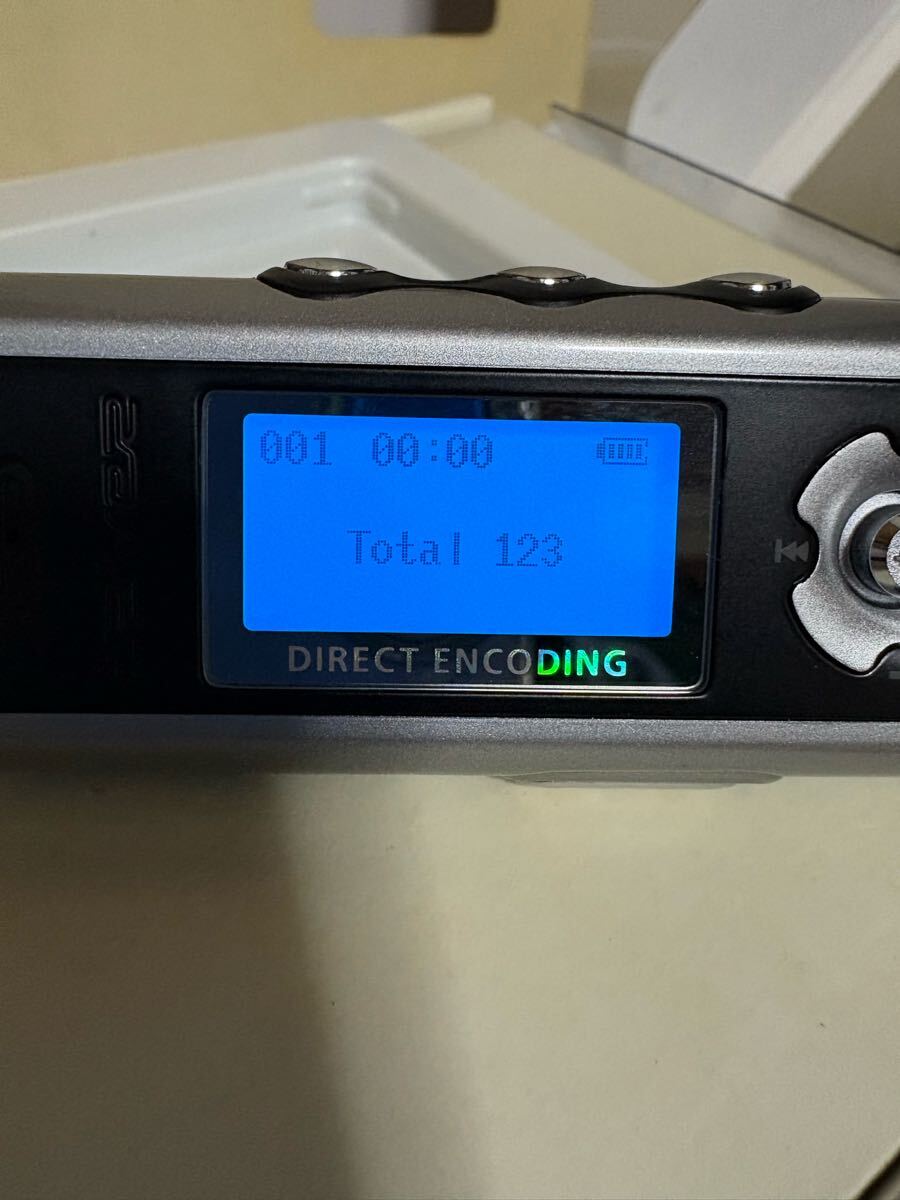 001 00:00
Total 123
DIRECT ENCODING